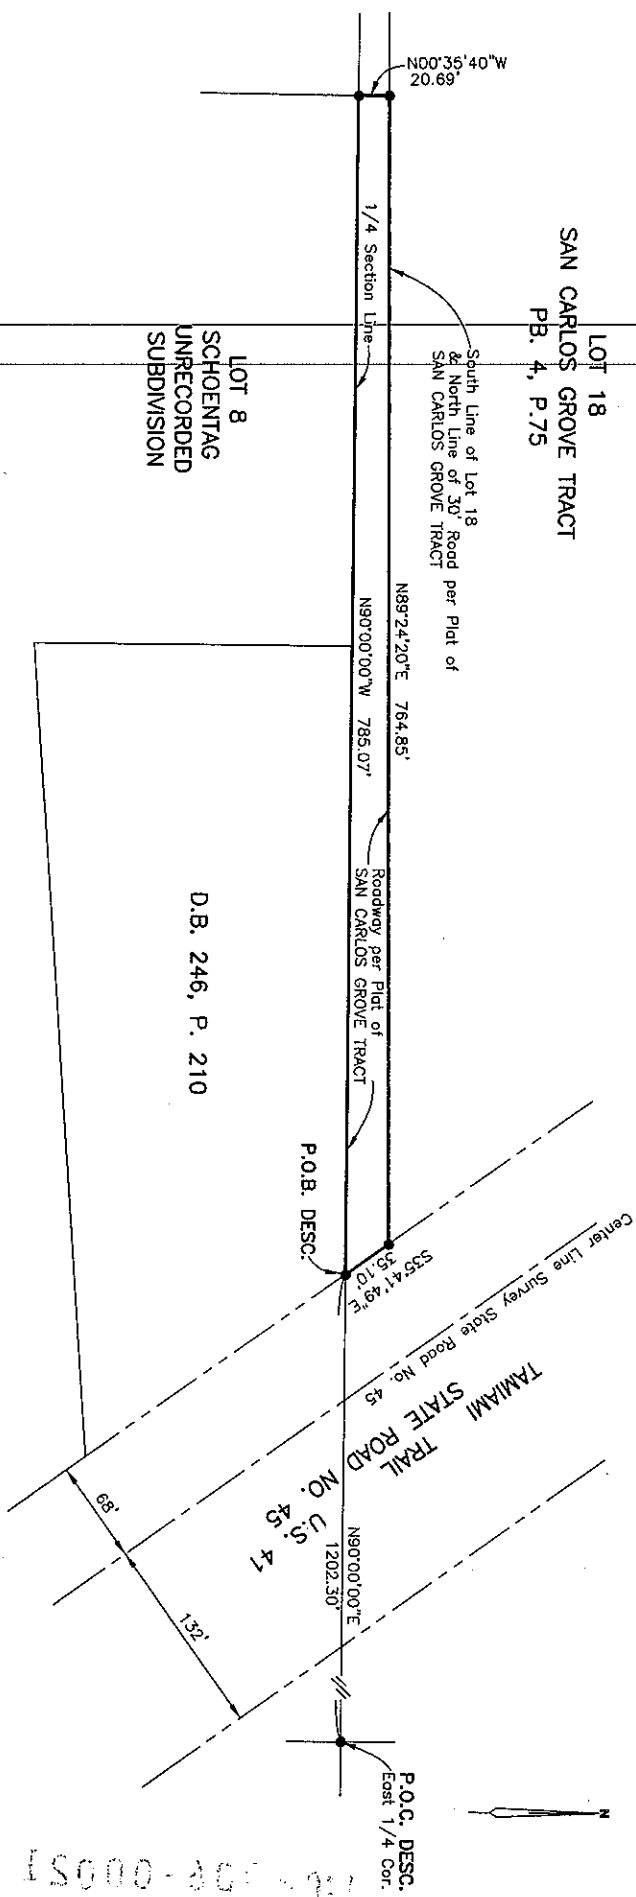 N00°35'40"W
20.69'
LOT 18
SAN CARLOS GROVE TRACT
PB. 4, P.75
South Line of Lot 18
& North Line of 30' Road per Plat of
SAN CARLOS GROVE TRACT
1/4 Section Line
LOT 8
SCHOENTAG
UNRECORDED
SUBDIVISION
N89°24'20"E 764.85'
N90°00'00"W 785.07'
Roadway per Plat of
SAN CARLOS GROVE TRACT
D.B. 246, P. 210
P.O.B. DESC.
S35°41'49"E
35.10'
Center Line Survey State Road No. 45
TAMIAMI TRAIL
STATE ROAD NO. 45
U.S. 41
68'
132'
N90°00'00"E
1202.30'
P.O.C. DESC.
East 1/4 Cor.
N